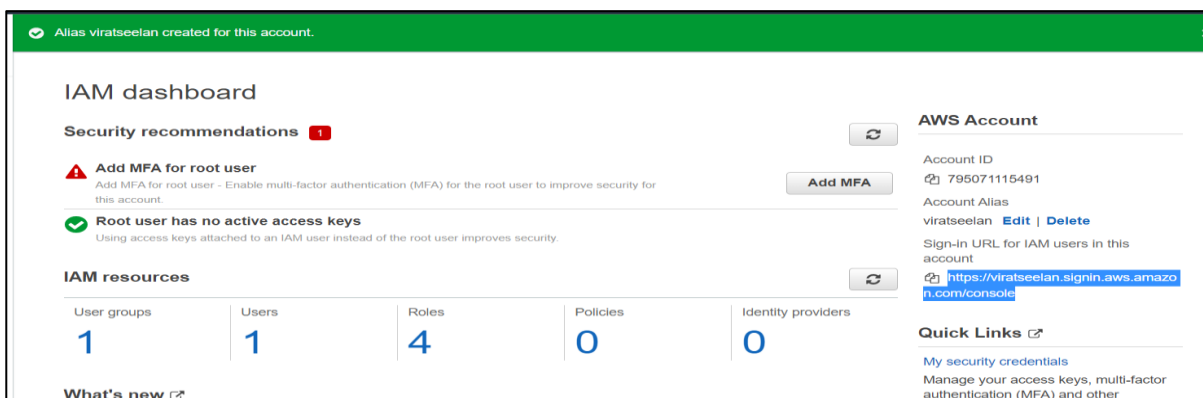 Alias viratseelan created for this account.
IAM dashboard
Security recommendations 1
Add MFA for root user
Add MFA for root user - Enable multi-factor authentication (MFA) for the root user to improve security for
this account.
Add MFA
Root user has no active access keys
Using access keys attached to an IAM user instead of the root user improves security.
IAM resources
User groups
1
Users
1
Roles
4
Policies
0
Identity providers
0
What's new
AWS Account
Account ID
795071115491
Account Alias
viratseelan Edit | Delete
Sign-in URL for IAM users in this
account
https://viratseelan.signin.aws.amazo
n.com/console
Quick Links
My security credentials
Manage your access keys, multi-factor
authentication (MFA) and other